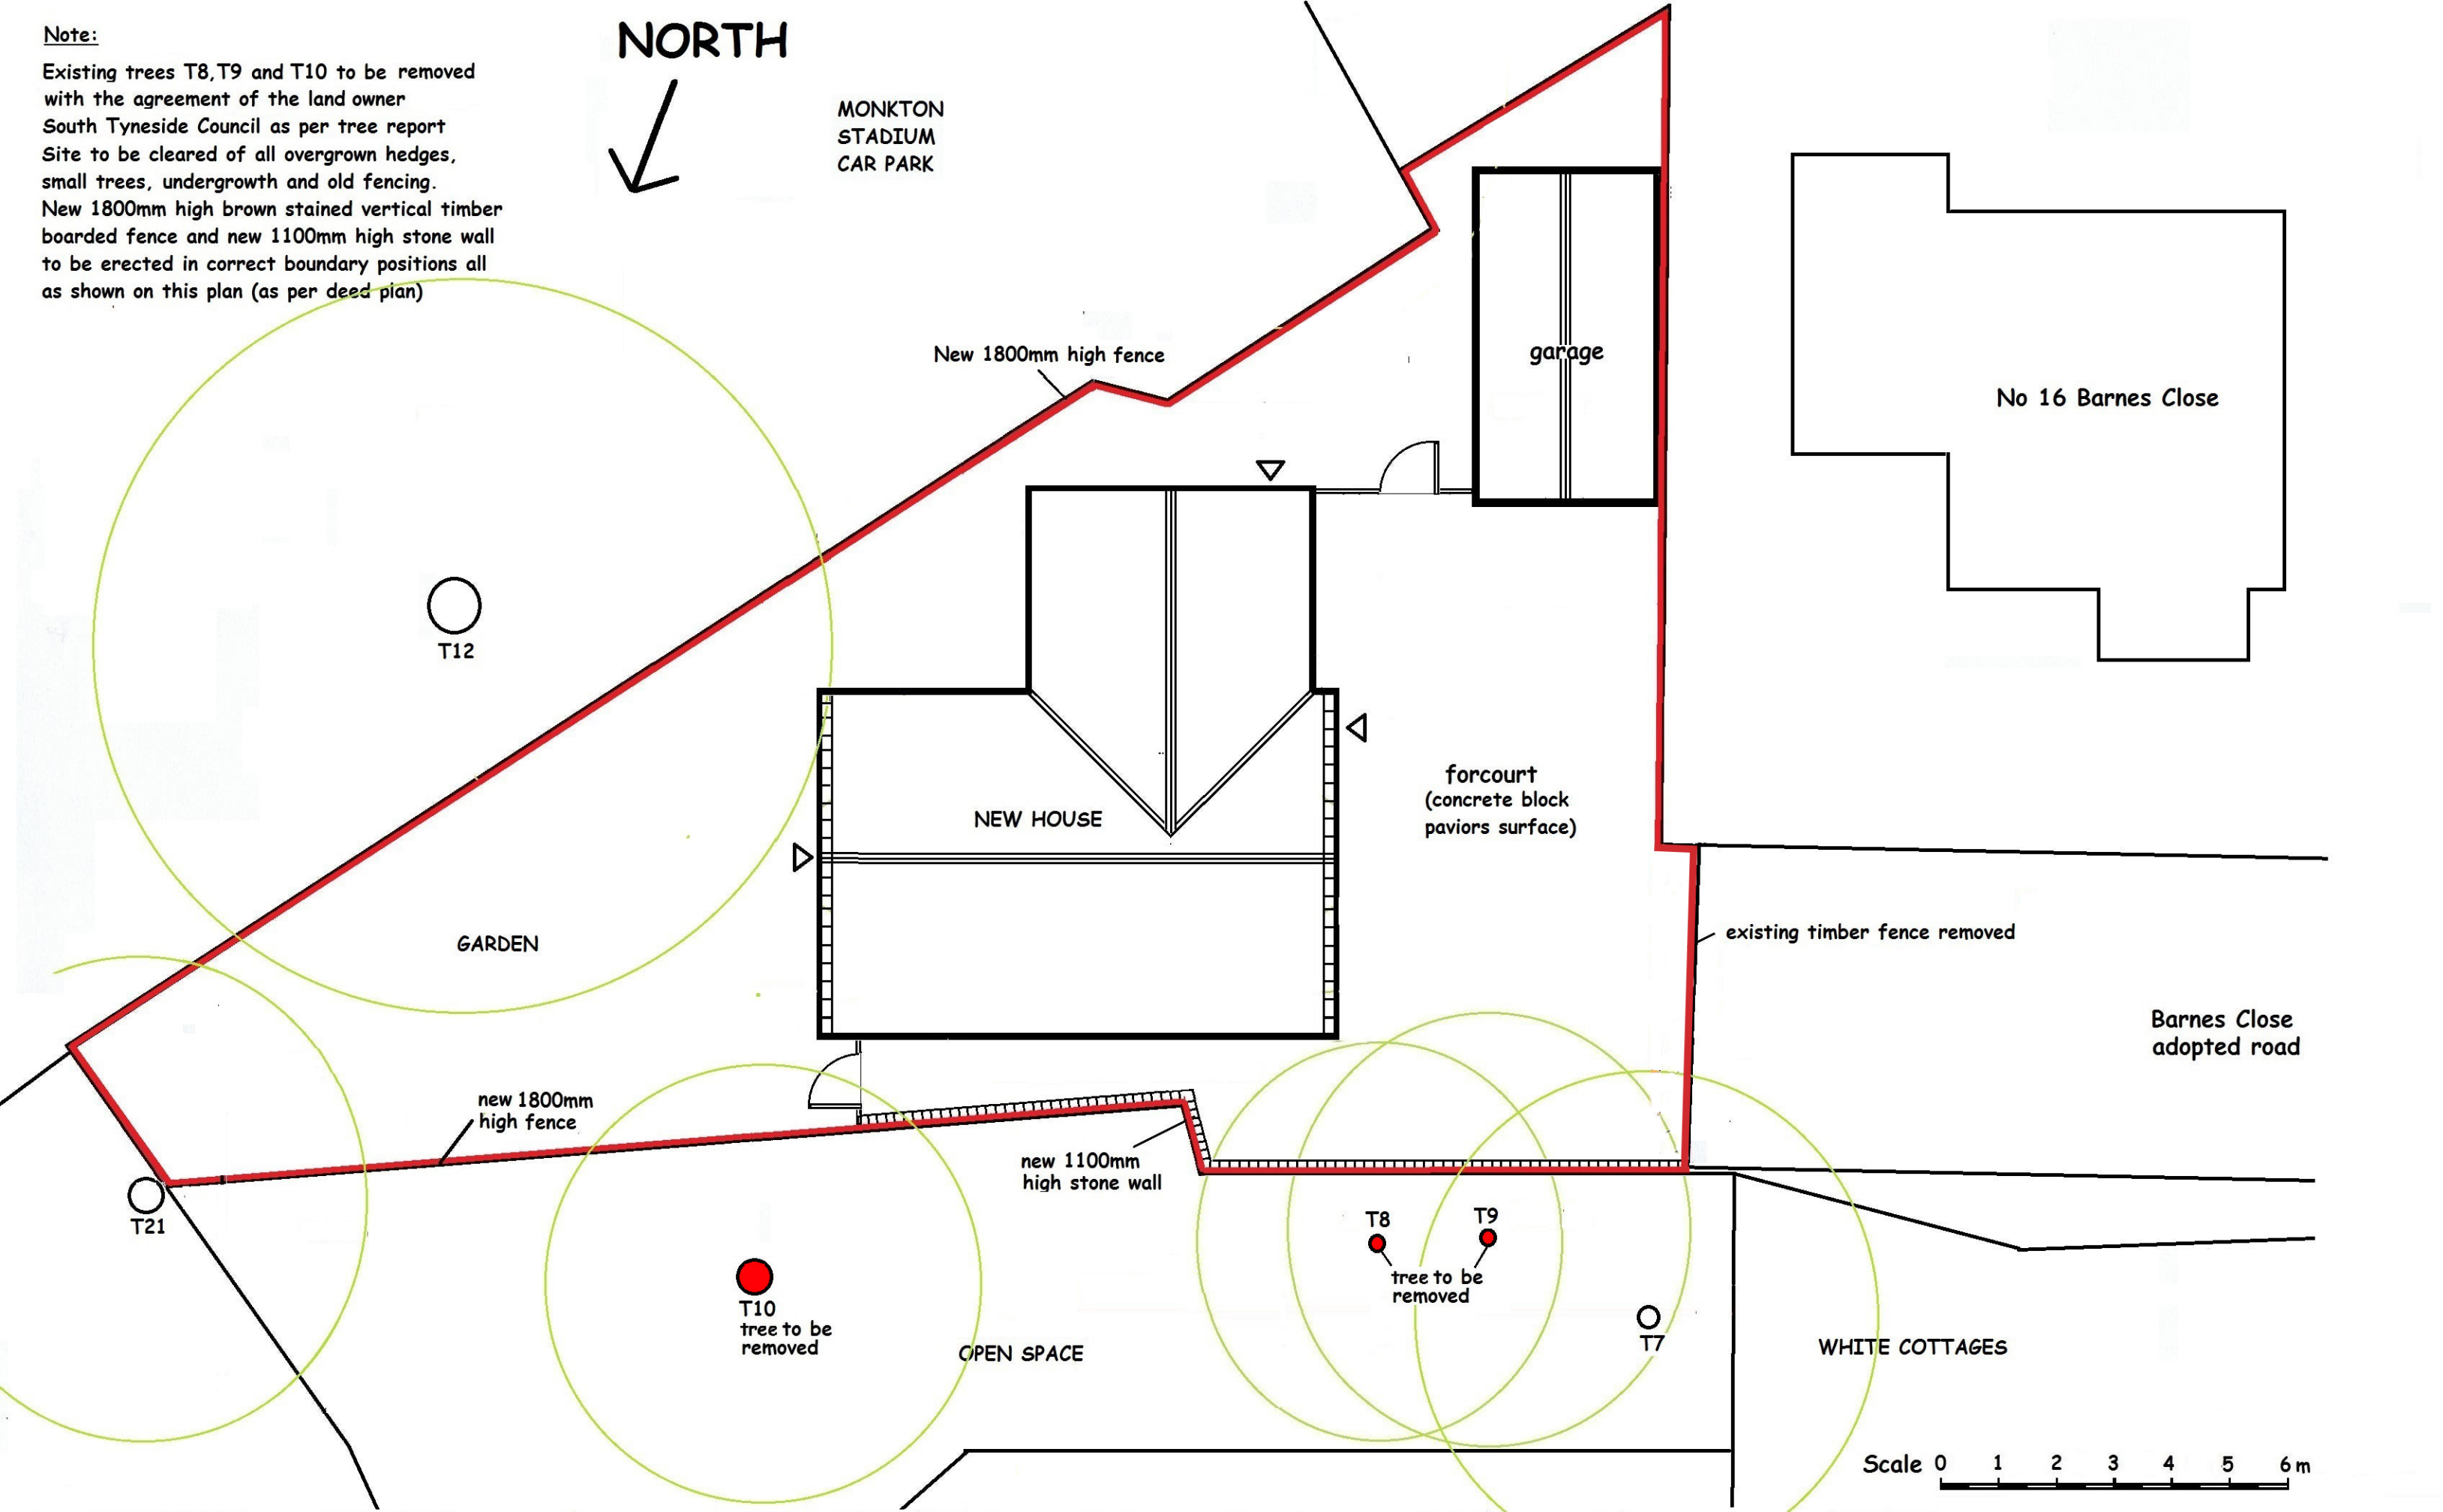 Note:
Existing trees T8,T9 and T10 to be removed
with the agreement of the land owner
South Tyneside Council as per tree report
Site to be cleared of all overgrown hedges,
small trees, undergrowth and old fencing.
New 1800mm high brown stained vertical timber
boarded fence and new 1100mm high stone wall
to be erected in correct boundary positions all
as shown on this plan (as per deed plan)
NORTH
MONKTON
STADIUM
CAR PARK
New 1800mm high fence
garage
No 16 Barnes Close
T12
NEW HOUSE
forcourt
(concrete block
paviors surface)
GARDEN
existing timber fence removed
Barnes Close
adopted road
new 1800mm
high fence
new 1100mm
high stone wall
T21
T8
T9
tree to be
removed
T10
tree to be
removed
T7
OPEN SPACE
WHITE COTTAGES
Scale 0 1 2 3 4 5 6 m